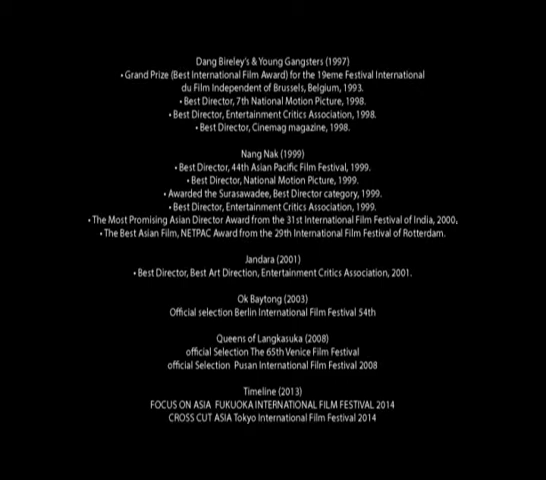 Dang Bireley's & Young Gangsters (1997)
• Grand Prize (Best International Film Award) for the 19eme Festival International
du Film Independent of Brussels, Belgium, 1993.
• Best Director, 7th National Motion Picture, 1998.
• Best Director, Entertainment Critics Association, 1998.
• Best Director, Cinemag magazine, 1998.
Nang Nak (1999)
• Best Director, 44th Asian Pacific Film Festival, 1999.
• Best Director, National Motion Picture, 1999.
• Awarded the Surasawadee, Best Director category, 1999.
• Best Director, Entertainment Critics Association, 1999.
• The Most Promising Asian Director Award from the 31st International Film Festival of India, 2000,
• The Best Asian Film, NETPAC Award from the 29th International Film Festival of Rotterdam.
Jandara (2001)
• Best Director, Best Art Direction, Entertainment Critics Association, 2001.
Ok Baytong (2003)
Official selection Berlin International Film Festival 54th
Queens of Langkasuka (2008)
official Selection The 65th Venice Film Festival
official Selection Pusan International Film Festival 2008
Timeline (2013)
FOCUS ON ASIA FUKUOKA INTERNATIONAL FILM FESTIVAL 2014
CROSS CUT ASIA Tokyo International Film Festival 2014